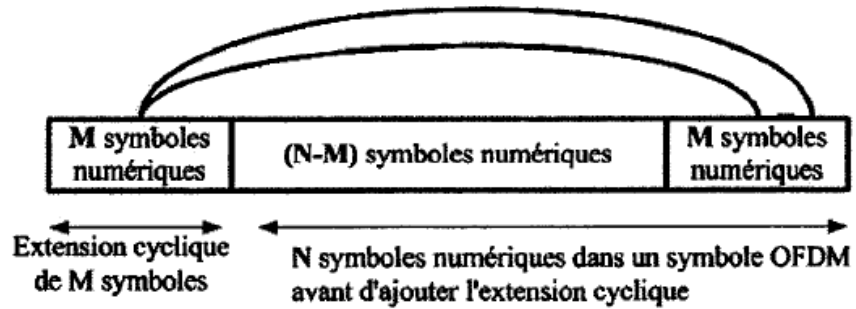 M symboles
numériques
(N-M) symboles numériques
M symboles
numériques
Extension cyclique
de M symboles
N symboles numériques dans un symbole OFDM
avant d'ajouter l'extension cyclique